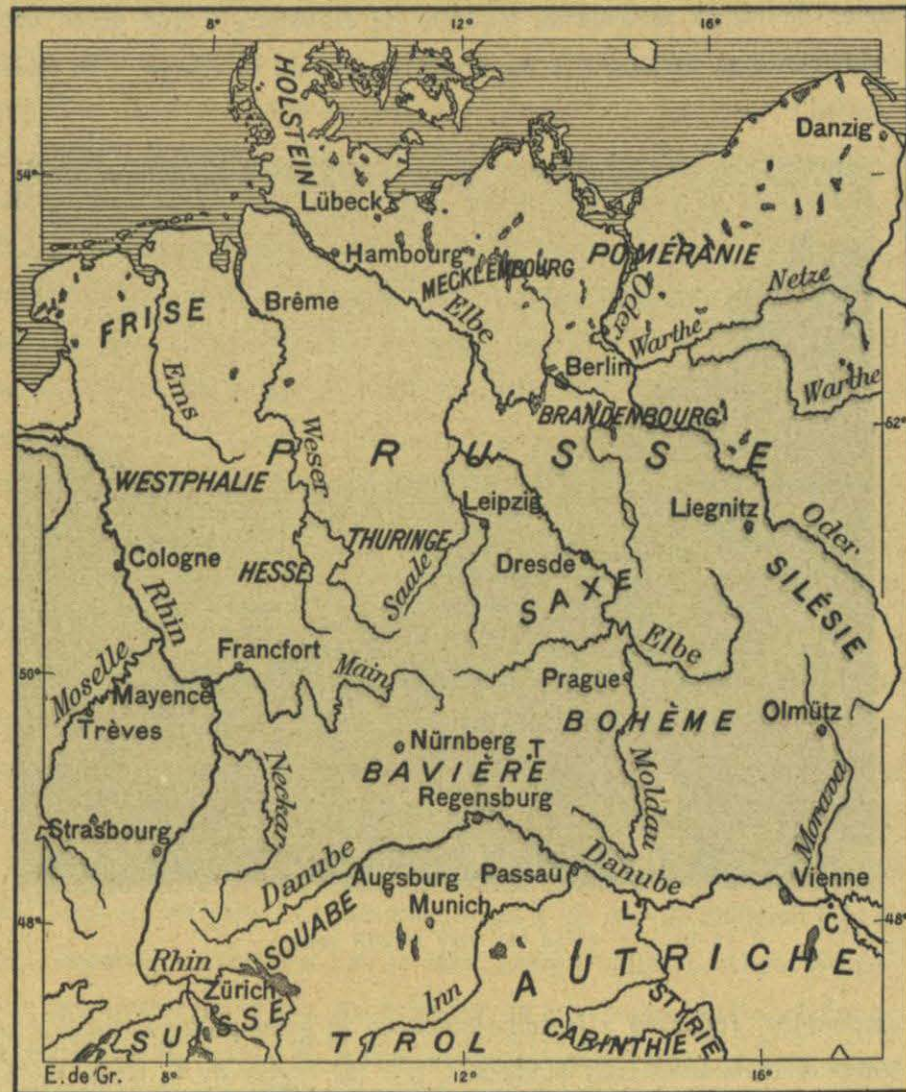 8° 12° 16°
HOLSTEIN
Danzig
54°
Lübeck
Hambourg
POMÉRANIE
MECKLEMBOURG
Netze
FRISE
Brême
Elbe
Oder
Warthe
Berlin
Warthe
Ems
BRANDENBOURG
52°
Weser
PRUSSE
WESTPHALIE
Leipzig
Liegnitz
Oder
THURINGE
Cologne
HESSE
Saale
Dresde
SAXE
SILÉSIE
Rhin
Elbe
Francfort
50°
Moselle
Main
Prague
Mayence
BOHÈME
Olmütz
Trèves
Nürnberg
T
BAVIÈRE
Neckar
Moldau
Regensburg
Morava
Strasbourg
Danube
Passau
Danube
Vienne
Augsburg
Munich
L
C
48° 48°
SOUABE
Rhin
AUTRICHE
Zürich
Inn
STYRIE
SUISSE
TIROL
CARINTHIE
E. de Gr.
8° 12° 16°